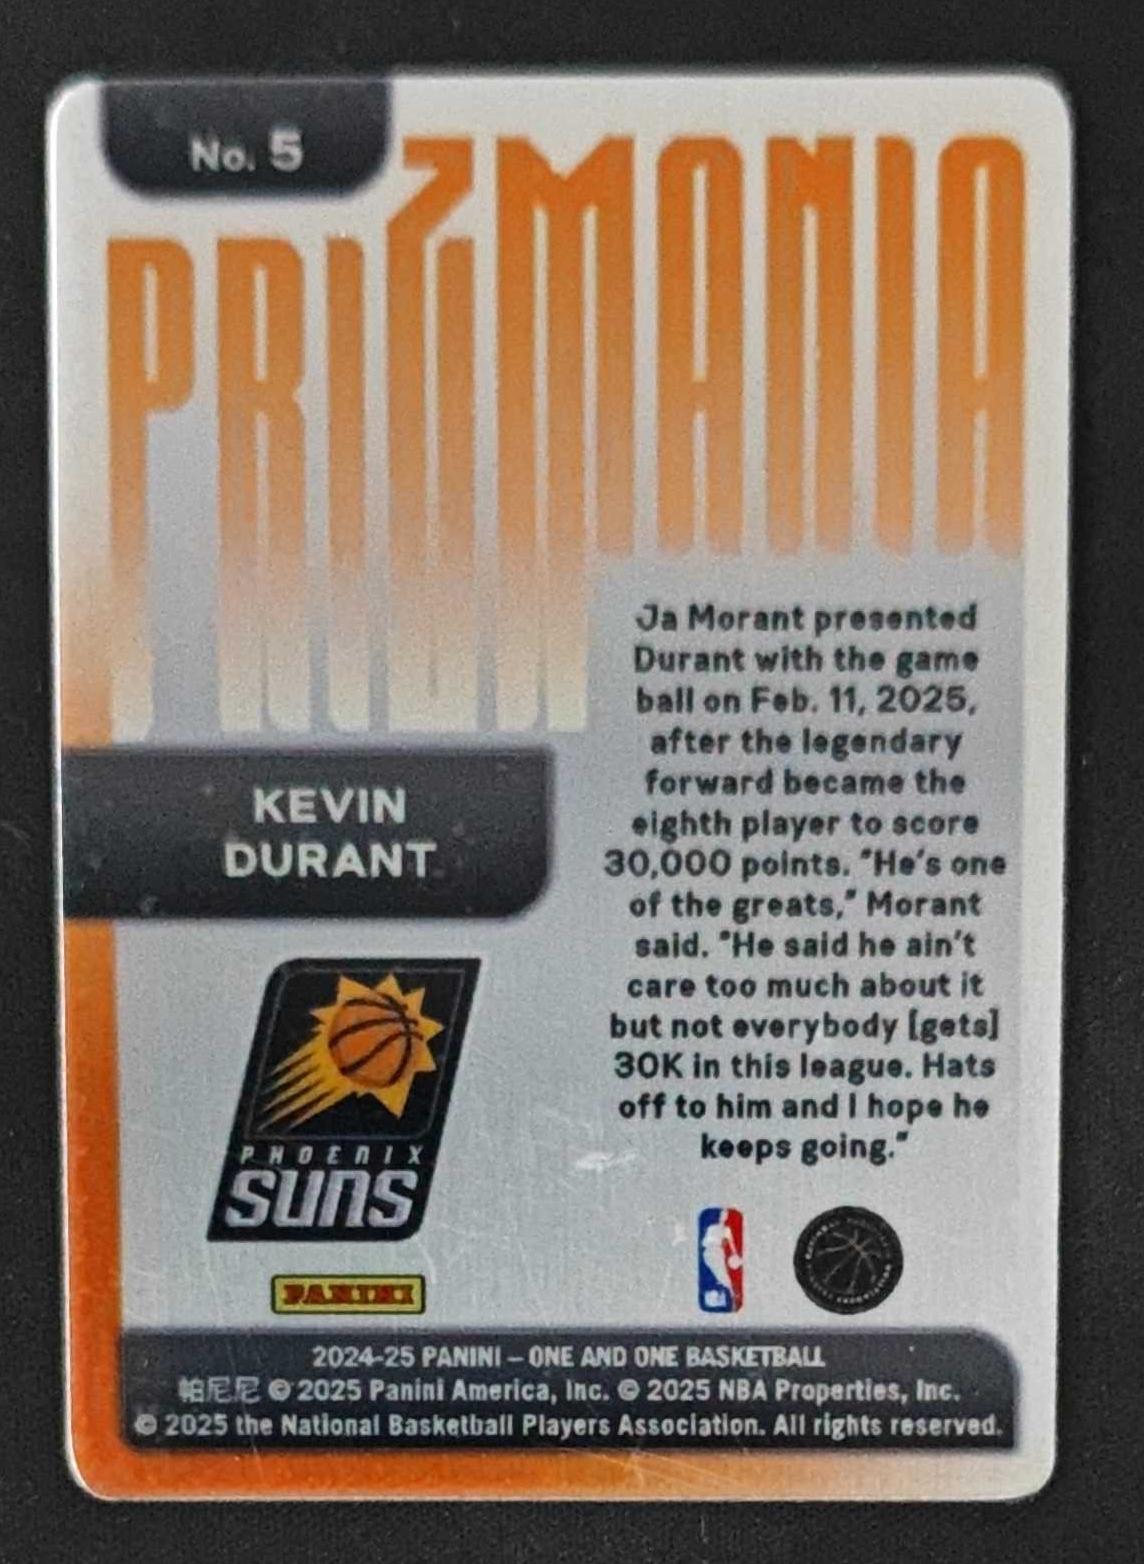 No. 5
PRIZMANIA
KEVIN
DURANT
Ja Morant presented
Durant with the game
ball on Feb. 11, 2025,
after the legendary
forward became the
eighth player to score
30,000 points. "He's one
of the greats," Morant
said. "He said he ain't
care too much about it
but not everybody [gets]
30K in this league. Hats
off to him and I hope he
keeps going."
PHOENIX
SUNS
PANINI
2024-25 PANINI – ONE AND ONE BASKETBALL
帕尼尼 © 2025 Panini America, Inc. © 2025 NBA Properties, Inc.
© 2025 the National Basketball Players Association. All rights reserved.